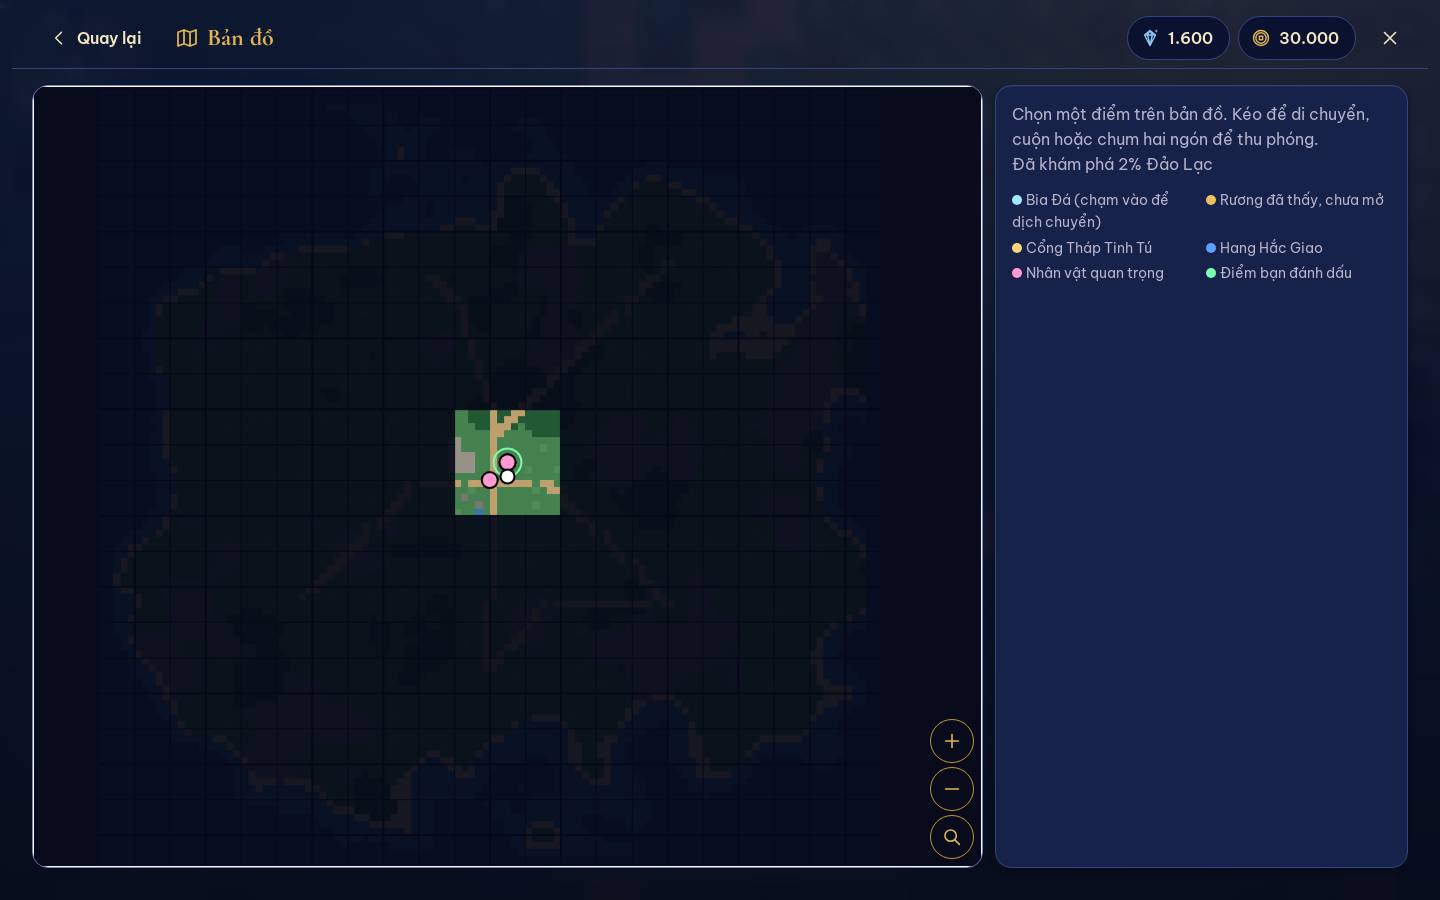 Quay lại
Bản đồ
1.600
30.000
Chọn một điểm trên bản đồ. Kéo để di chuyển,
cuộn hoặc chụm hai ngón để thu phóng.
Đã khám phá 2% Đảo Lạc
Bia Đá (chạm vào để
dịch chuyển)
Rương đã thấy, chưa mở
Cổng Tháp Tinh Tú
Hang Hắc Giao
Nhân vật quan trọng
Điểm bạn đánh dấu